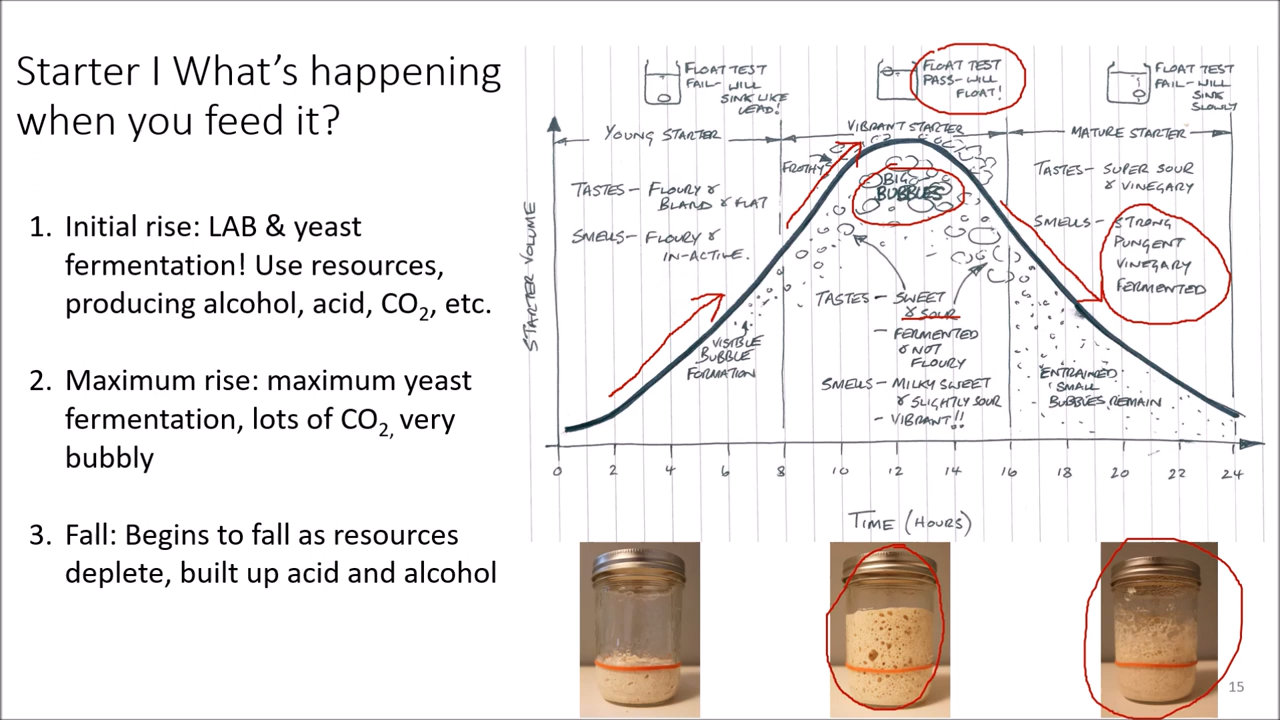 Starter I What’s happening
when you feed it?
1. Initial rise: LAB & yeast
fermentation! Use resources,
producing alcohol, acid, CO2, etc.
2. Maximum rise: maximum yeast
fermentation, lots of CO2, very
bubbly
3. Fall: Begins to fall as resources
deplete, built up acid and alcohol
FLOAT TEST
FAIL - WILL
SINK LIKE
LEAD!
FLOAT TEST
PASS - WILL
FLOAT!
FLOAT TEST
FAIL - WILL
SINK
SLOWLY
YOUNG STARTER
VIBRANT STARTER
MATURE STARTER
STARTER VOLUME
TASTES - FLOURY &
BLAND & FLAT
SMELLS - FLOURY &
IN-ACTIVE.
VISIBLE
BUBBLE
FORMATION
FROTHY
BIG
BUBBLES
TASTES - SWEET
& SOUR
- FERMENTED
& NOT
FLOURY
SMELLS - MILKY SWEET
& SLIGHTLY SOUR
- VIBRANT!!
TASTES - SUPER SOUR
& VINEGARY
SMELLS - STRONG
PUNGENT
VINEGARY
FERMENTED
ENTRAINED
SMALL
BUBBLES REMAIN
0 2 4 6 8 10 12 14 16 18 20 22 24
TIME (HOURS)
15